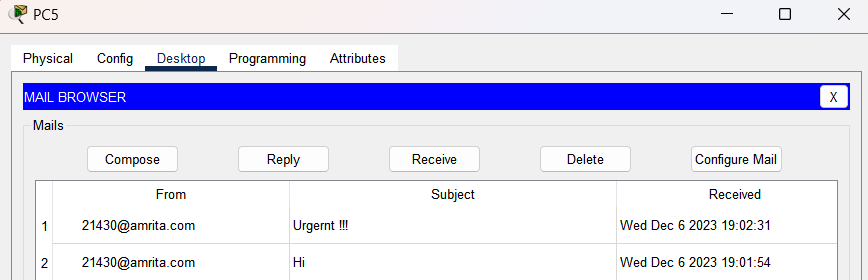 PC5
Physical Config Desktop Programming Attributes
MAIL BROWSER X
Mails
Compose Reply Receive Delete Configure Mail
From Subject Received
1 21430@amrita.com Urgernt !!! Wed Dec 6 2023 19:02:31
2 21430@amrita.com Hi Wed Dec 6 2023 19:01:54